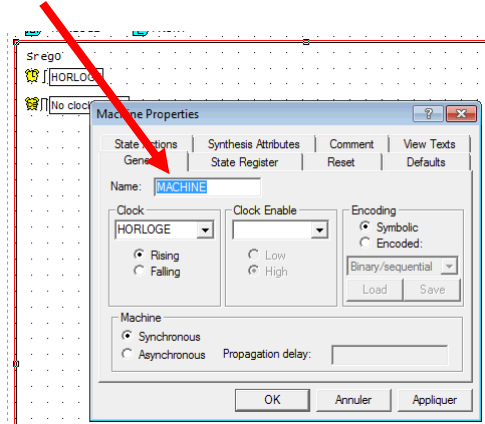 Sreg0
HORLOGE
No clock
Machine Properties
State Actions Synthesis Attributes Comment View Texts
General State Register Reset Defaults
Name: MACHINE
Clock Clock Enable Encoding
HORLOGE Symbolic
Rising Low Encoded:
Falling High Binary/sequential
Load Save
Machine
Synchronous
Asynchronous Propagation delay:
OK Annuler Appliquer